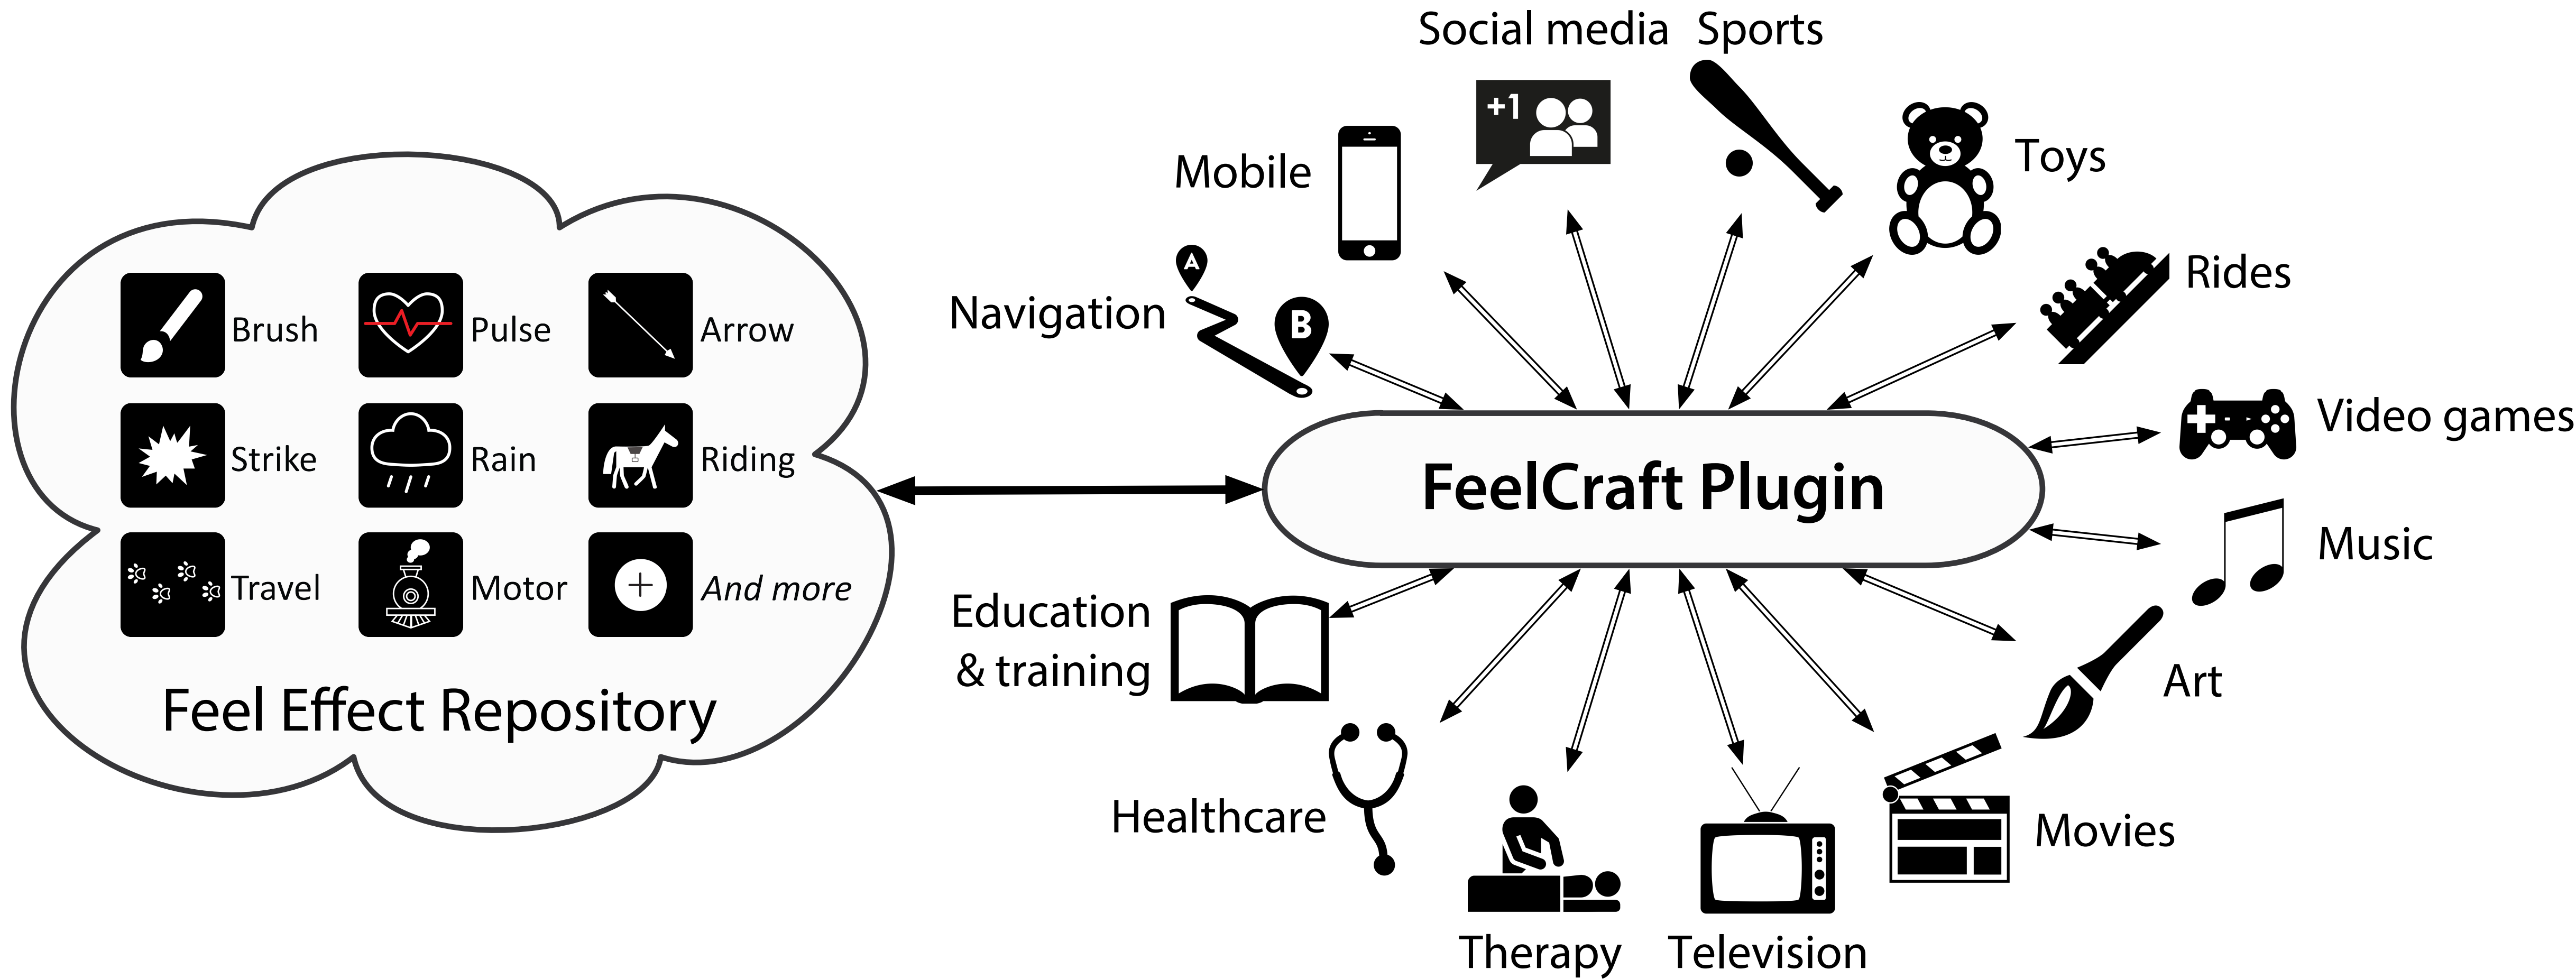 Brush
Pulse
Arrow
Strike
Rain
Riding
Travel
Motor
And more
Feel Effect Repository
FeelCraft Plugin
Navigation
A
B
Mobile
Social media
+1
Sports
Toys
Rides
Video games
Music
Art
Movies
Television
Therapy
Healthcare
Education
& training